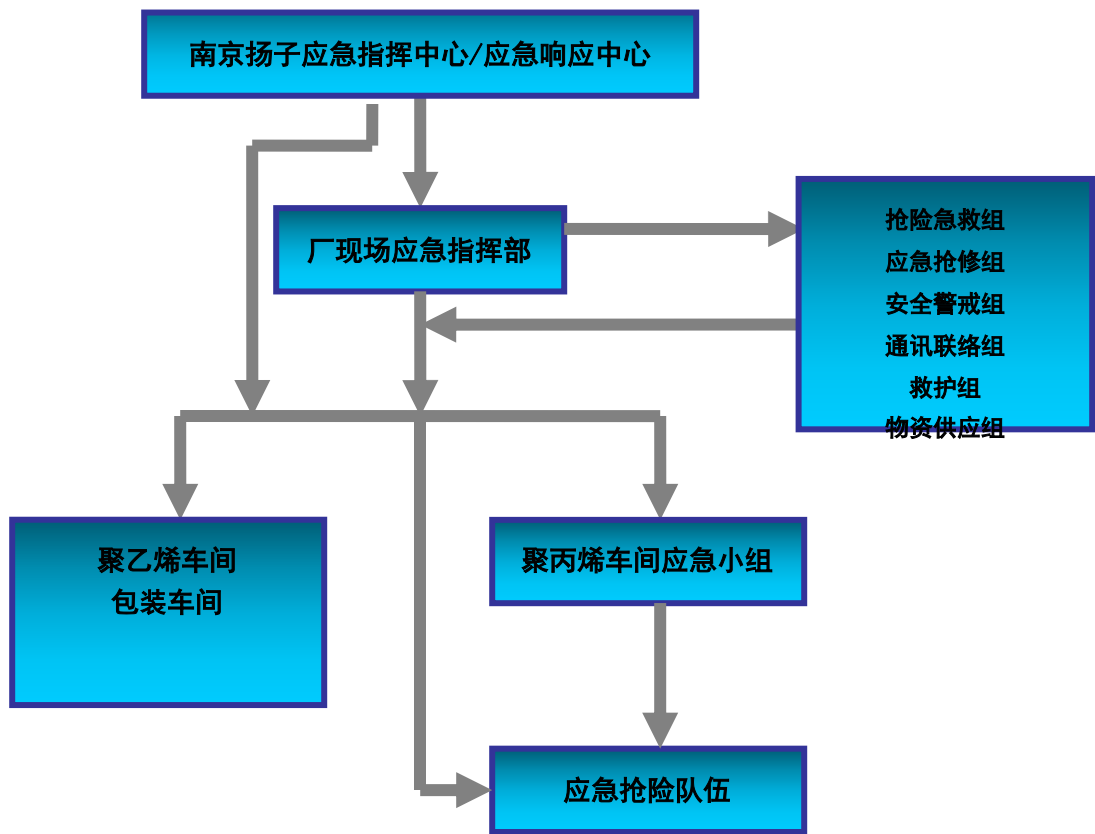 南京扬子应急指挥中心/应急响应中心
厂现场应急指挥部
抢险急救组
应急抢修组
安全警戒组
通讯联络组
救护组
物资供应组
聚乙烯车间
包装车间
聚丙烯车间应急小组
应急抢险队伍